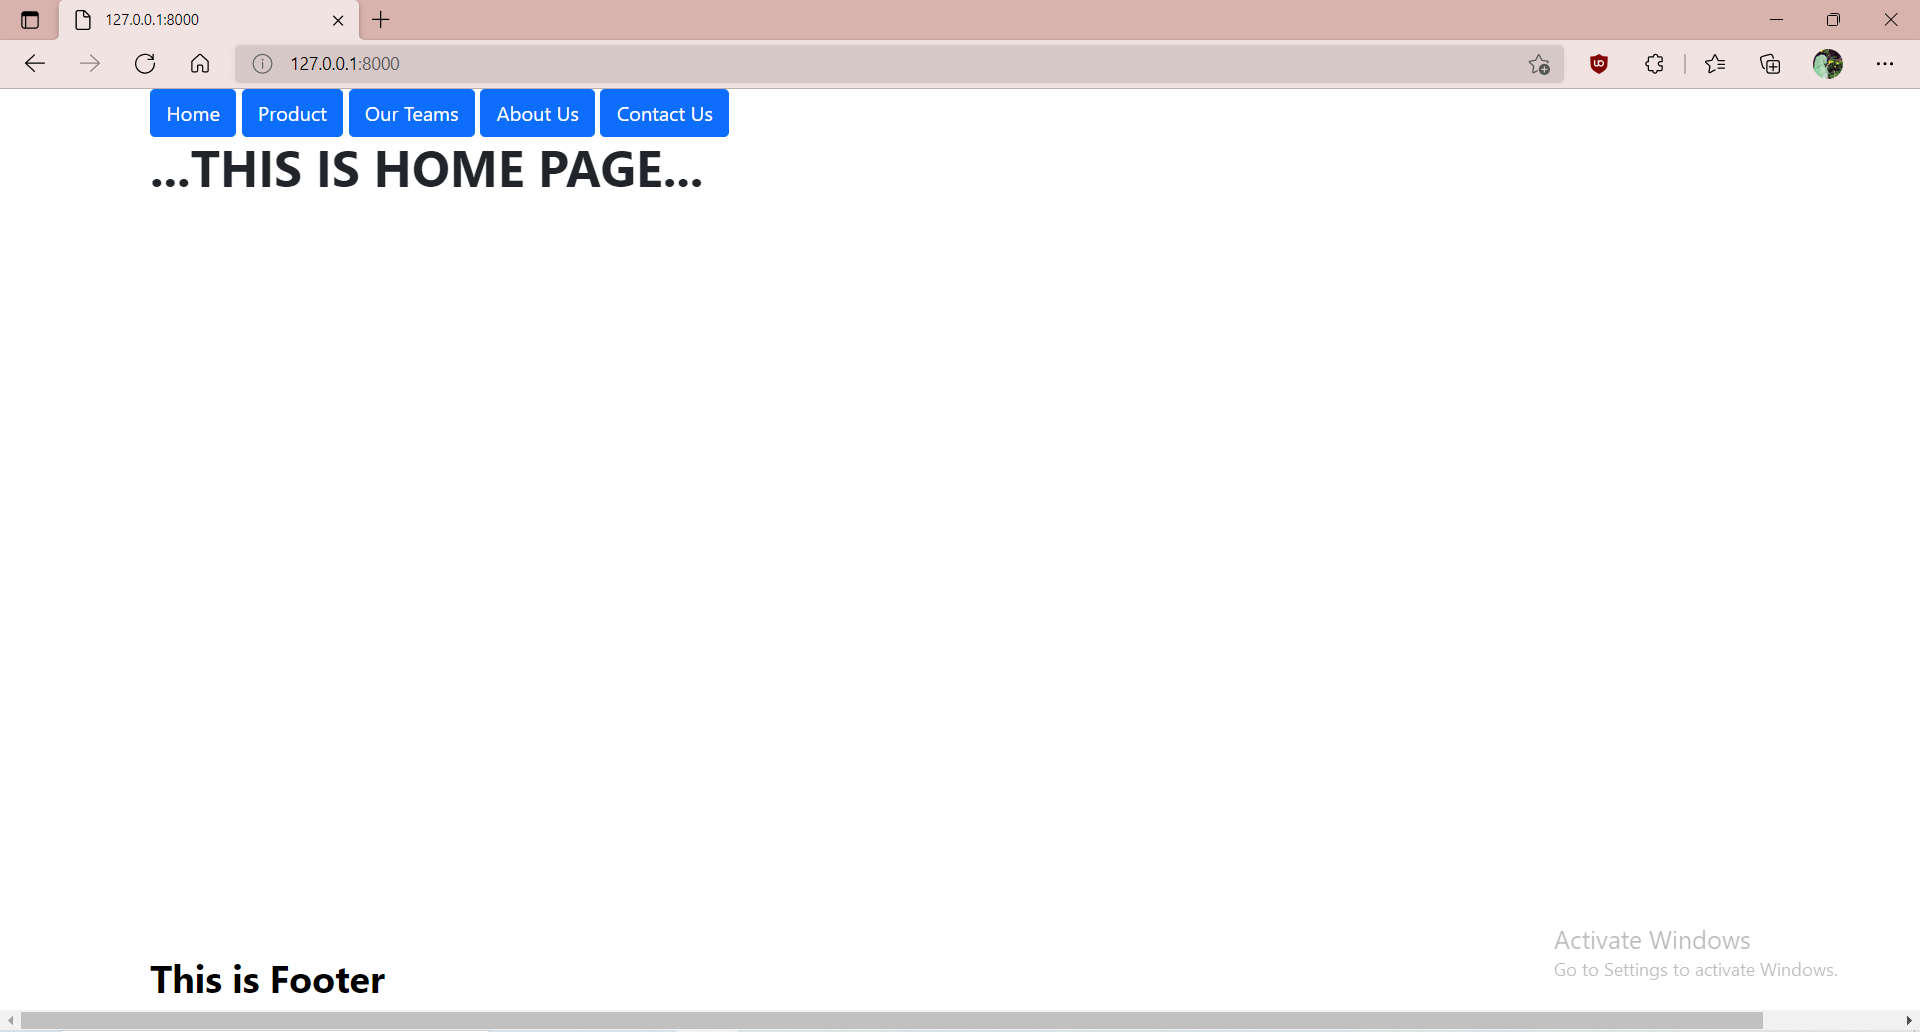 127.0.0.1:8000
127.0.0.1:8000
Home Product Our Teams About Us Contact Us
...THIS IS HOME PAGE...
Activate Windows
Go to Settings to activate Windows.
This is Footer